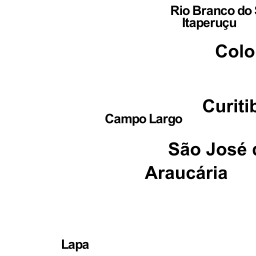 Rio Branco do S
Itaperuçu
Colo
Curitib
Campo Largo
São José d
Araucária
Lapa